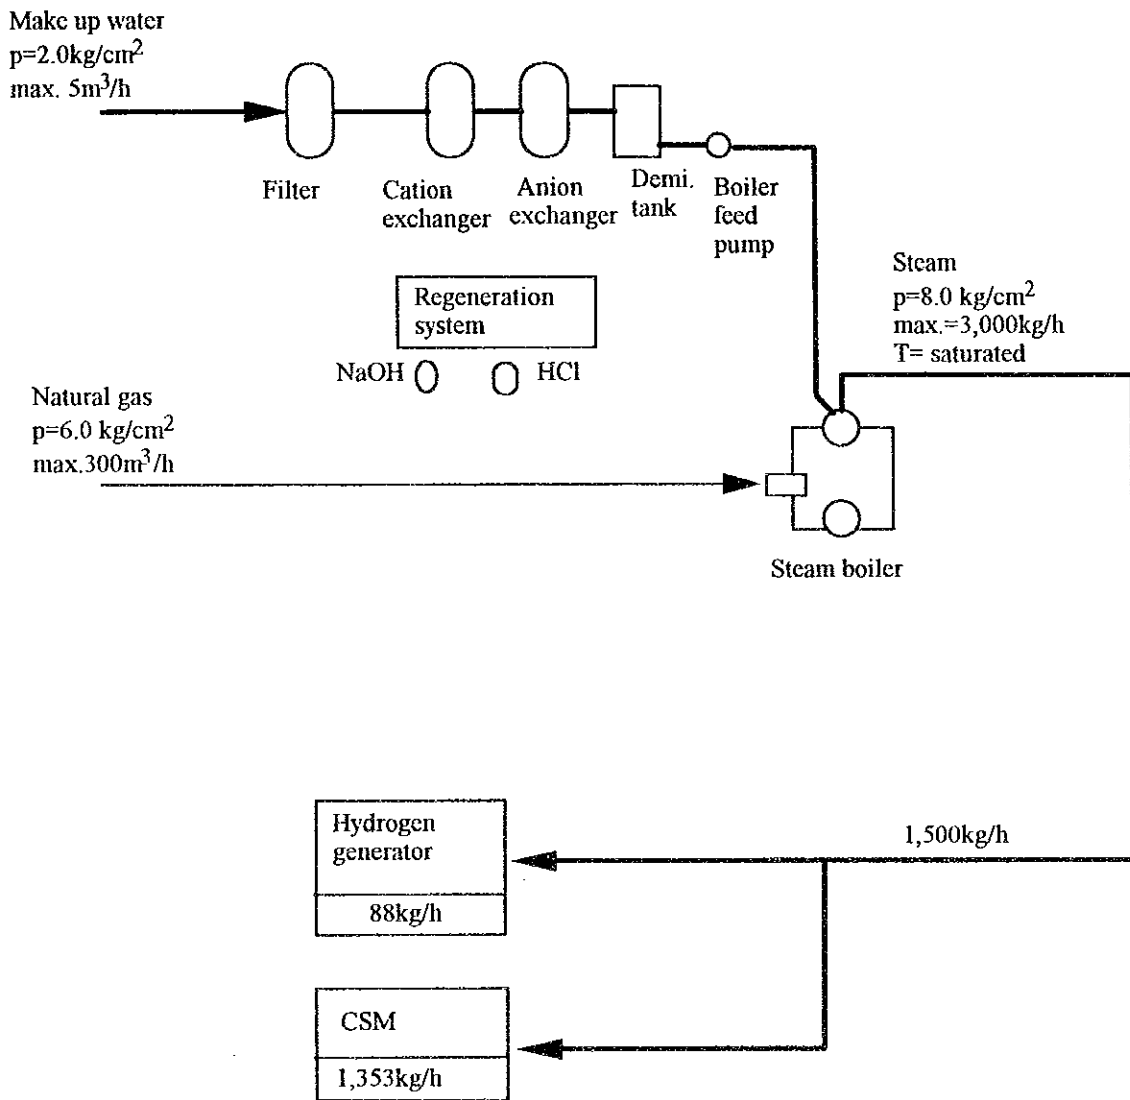 Make up water
p=2.0kg/cm²
max. 5m³/h
Filter
Cation
exchanger
Anion
exchanger
Demi.
tank
Boiler
feed
pump
Regeneration
system
NaOH
HCl
Steam
p=8.0 kg/cm²
max.=3,000kg/h
T= saturated
Natural gas
p=6.0 kg/cm²
max.300m³/h
Steam boiler
Hydrogen
generator
88kg/h
1,500kg/h
CSM
1,353kg/h